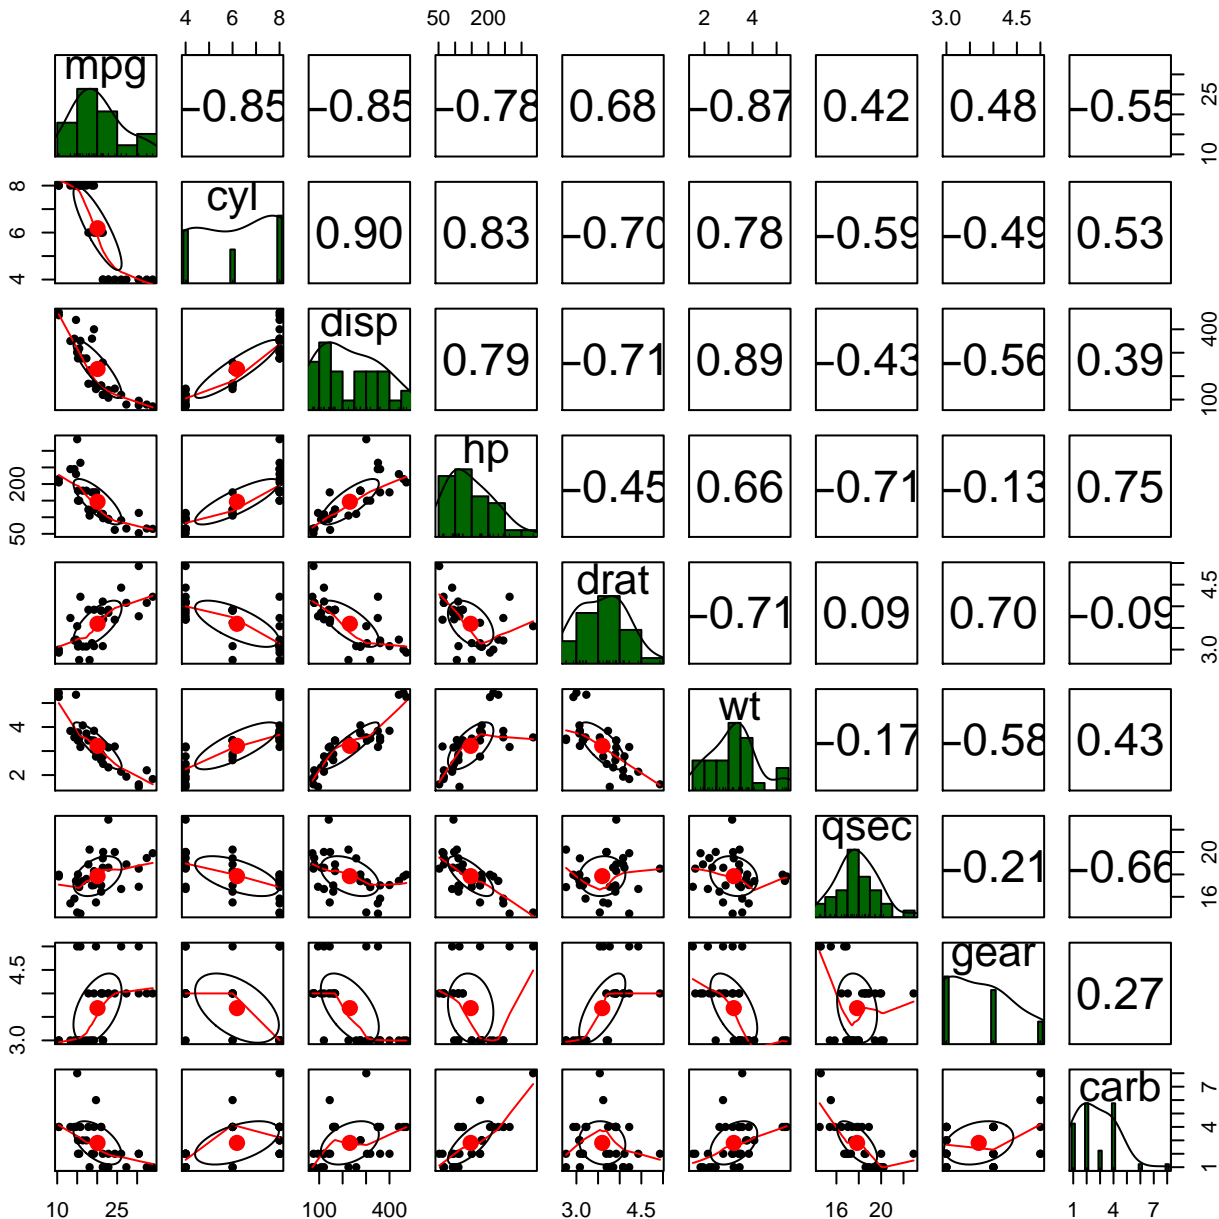 4 6 8 50 200 2 4 3.0 4.5
mpg −0.85 −0.85 −0.78 0.68 −0.87 0.42 0.48 −0.55 10 25
4 6 8 cyl 0.90 0.83 −0.70 0.78 −0.59 −0.49 0.53
disp 0.79 −0.71 0.89 −0.43 −0.56 0.39 100 400
50 200 hp −0.45 0.66 −0.71 −0.13 0.75
drat −0.71 0.09 0.70 −0.09 3.0 4.5
2 4 wt −0.17 −0.58 0.43
qsec −0.21 −0.66 16 20
3.0 4.5 gear 0.27
carb 1 4 7
10 25 100 400 3.0 4.5 16 20 1 4 7